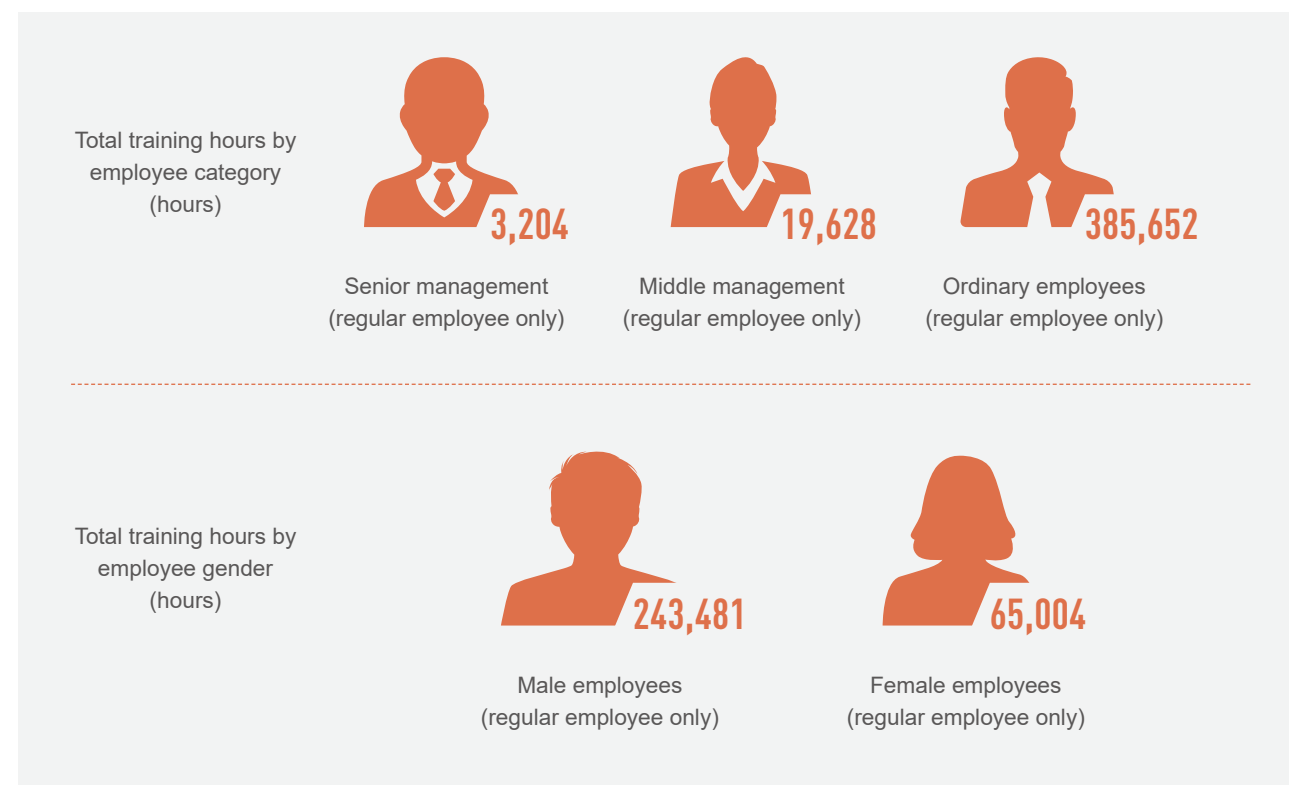 Total training hours by
employee category
(hours)
3,204
19,628
385,652
Senior management
(regular employee only)
Middle management
(regular employee only)
Ordinary employees
(regular employee only)
Total training hours by
employee gender
(hours)
243,481
65,004
Male employees
(regular employee only)
Female employees
(regular employee only)